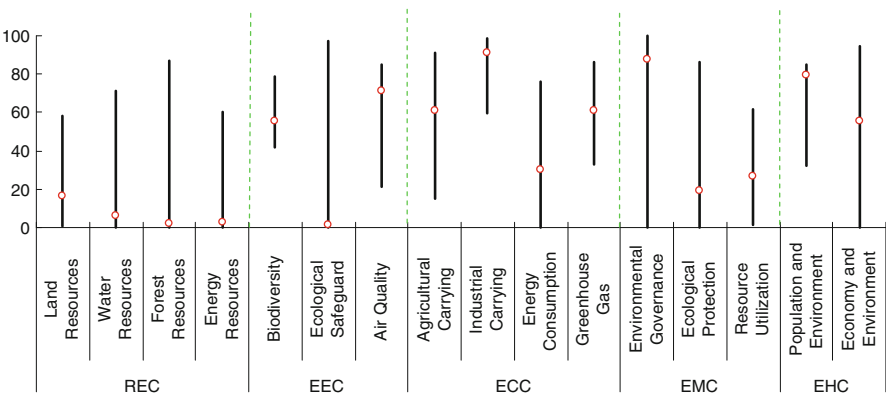 100
80
60
40
20
0
Land
Resources
Water
Resources
Forest
Resources
Energy
Resources
Biodiversity
Ecological
Safeguard
Air Quality
Agricultural
Carrying
Industrial
Carrying
Energy
Consumption
Greenhouse
Gas
Environmental
Governance
Ecological
Protection
Resource
Utilization
Population and
Environment
Economy and
Environment
REC
EEC
ECC
EMC
EHC